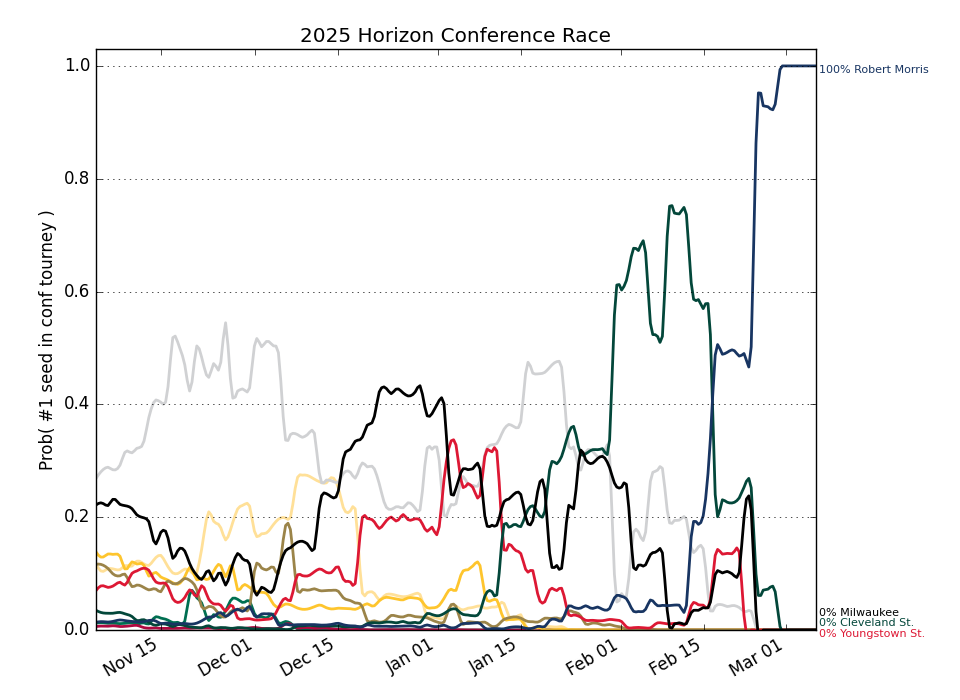 2025 Horizon Conference Race
Prob( #1 seed in conf tourney )
1.0
0.8
0.6
0.4
0.2
0.0
Nov 15
Dec 01
Dec 15
Jan 01
Jan 15
Feb 01
Feb 15
Mar 01
100% Robert Morris
0% Milwaukee
0% Cleveland St.
0% Youngstown St.